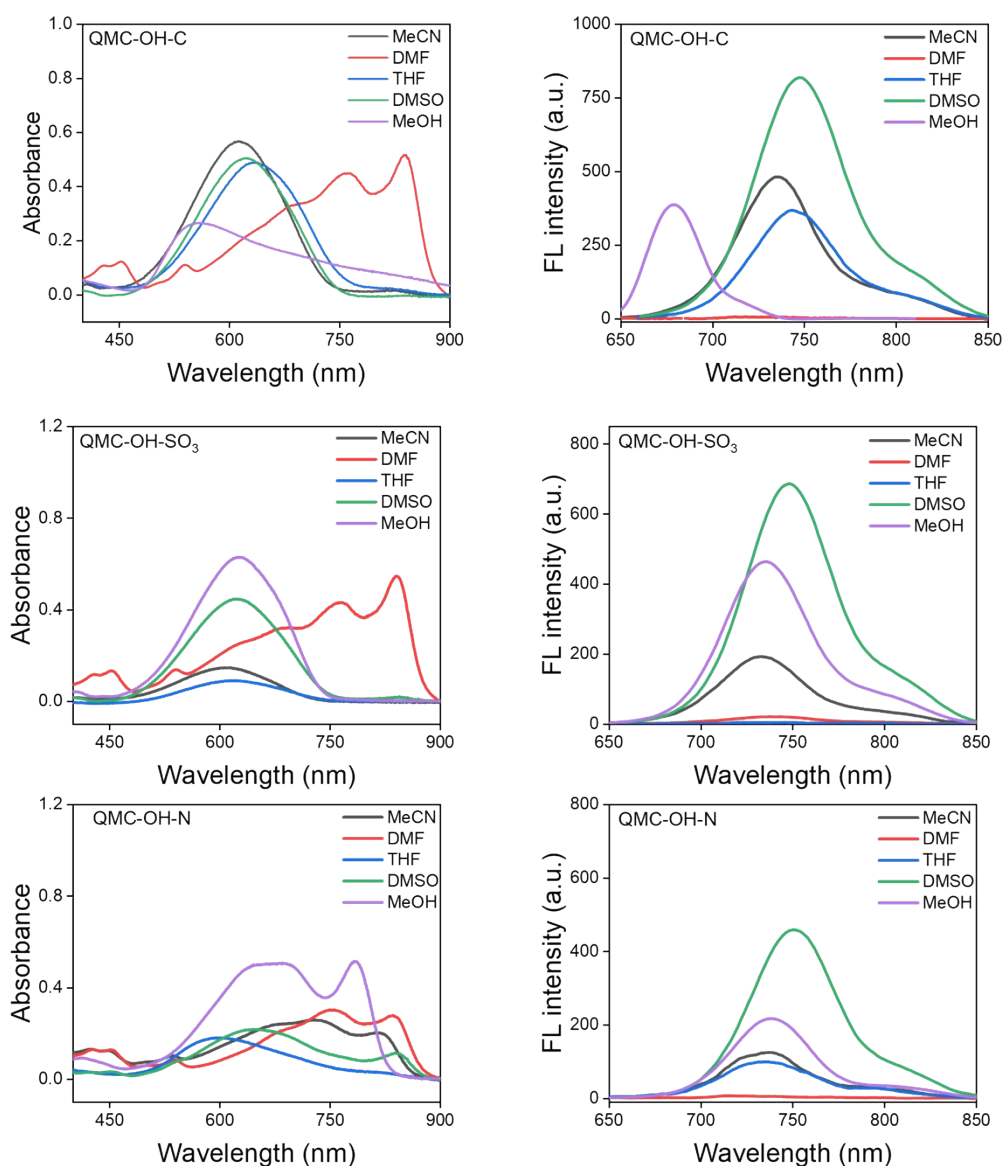 QMC-OH-C
MeCN
DMF
THF
DMSO
MeOH
1.0
0.8
0.6
0.4
0.2
0.0
Absorbance
450
600
750
900
Wavelength (nm)
QMC-OH-C
MeCN
DMF
THF
DMSO
MeOH
1000
750
500
250
0
FL intensity (a.u.)
650
700
750
800
850
Wavelength (nm)
QMC-OH-SO₃
MeCN
DMF
THF
DMSO
MeOH
1.2
0.8
0.4
0.0
Absorbance
450
600
750
900
Wavelength (nm)
QMC-OH-SO₃
MeCN
DMF
THF
DMSO
MeOH
800
600
400
200
0
FL intensity (a.u.)
650
700
750
800
850
Wavelength (nm)
QMC-OH-N
MeCN
DMF
THF
DMSO
MeOH
1.2
0.8
0.4
0.0
Absorbance
450
600
750
900
Wavelength (nm)
QMC-OH-N
MeCN
DMF
THF
DMSO
MeOH
800
600
400
200
0
FL intensity (a.u.)
650
700
750
800
850
Wavelength (nm)